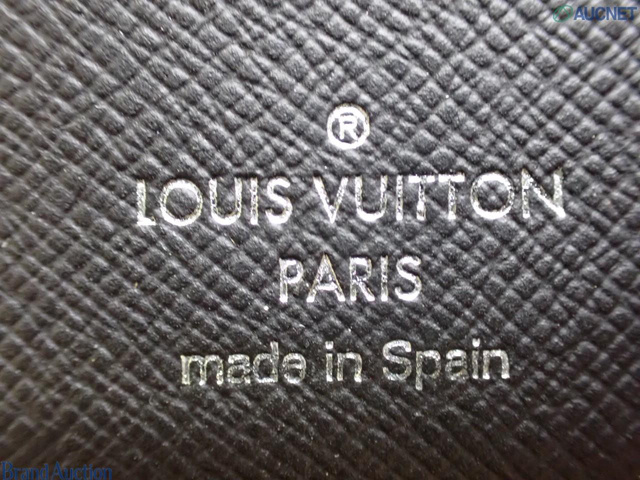 AUCNET
®
LOUIS VUITTON
PARIS
made in Spain
Brand Auction